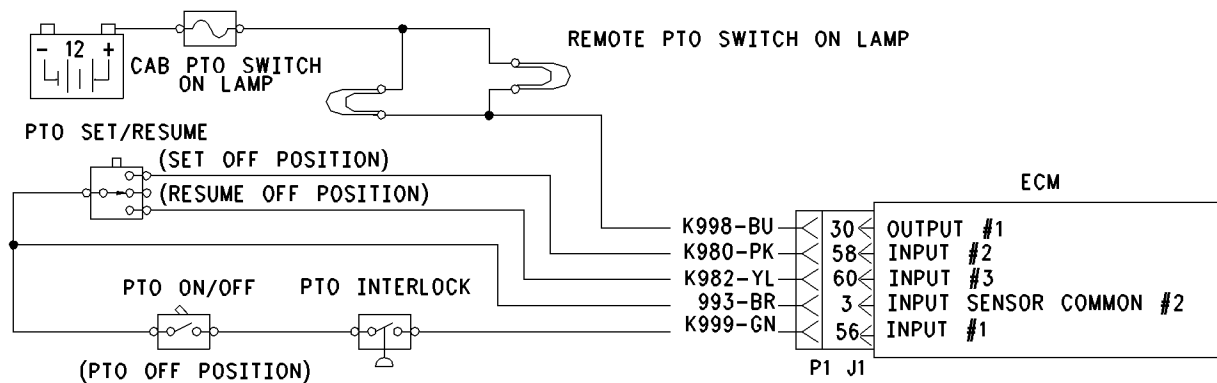 - 12 +
CAB PTO SWITCH
ON LAMP
REMOTE PTO SWITCH ON LAMP
PTO SET/RESUME
(SET OFF POSITION)
(RESUME OFF POSITION)
ECM
K998-BU 30 OUTPUT #1
K980-PK 58 INPUT #2
K982-YL 60 INPUT #3
993-BR 3 INPUT SENSOR COMMON #2
K999-GN 56 INPUT #1
PTO ON/OFF
PTO INTERLOCK
(PTO OFF POSITION)
P1 J1